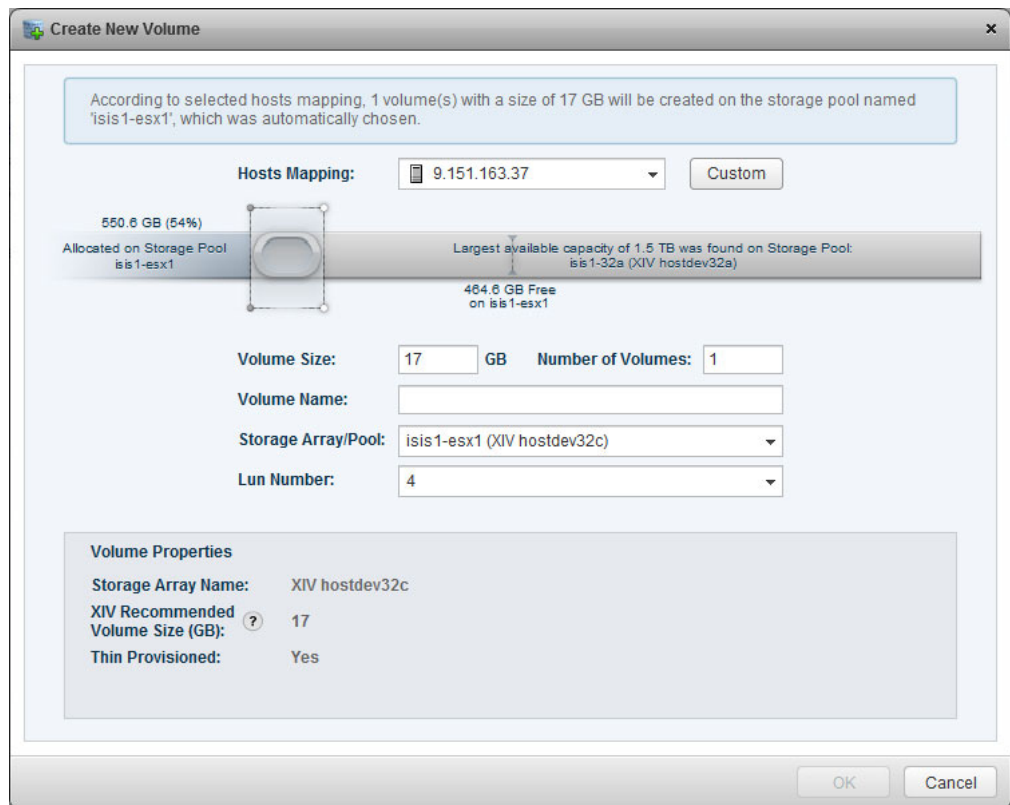 Create New Volume
According to selected hosts mapping, 1 volume(s) with a size of 17 GB will be created on the storage pool named
'isis1-esx1', which was automatically chosen.
Hosts Mapping: 9.151.163.37 Custom
550.6 GB (54%)
Allocated on Storage Pool
isis1-esx1
Largest available capacity of 1.5 TB was found on Storage Pool:
isis1-32a (XIV hostdev32a)
464.6 GB Free
on isis1-esx1
Volume Size: 17 GB Number of Volumes: 1
Volume Name:
Storage Array/Pool: isis1-esx1 (XIV hostdev32c)
Lun Number: 4
Volume Properties
Storage Array Name: XIV hostdev32c
XIV Recommended
Volume Size (GB): ? 17
Thin Provisioned: Yes
OK Cancel